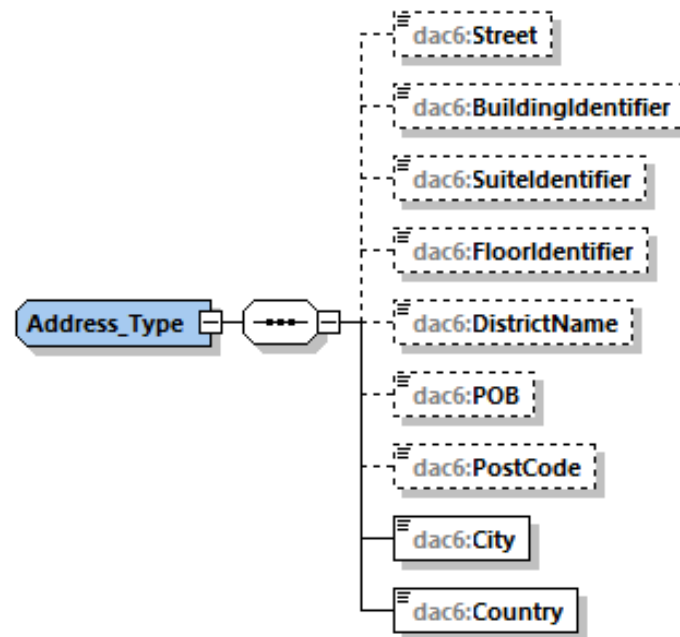 dac6:Street
dac6:BuildingIdentifier
dac6:SuiteIdentifier
dac6:FloorIdentifier
Address_Type
dac6:DistrictName
dac6:POB
dac6:PostCode
dac6:City
dac6:Country